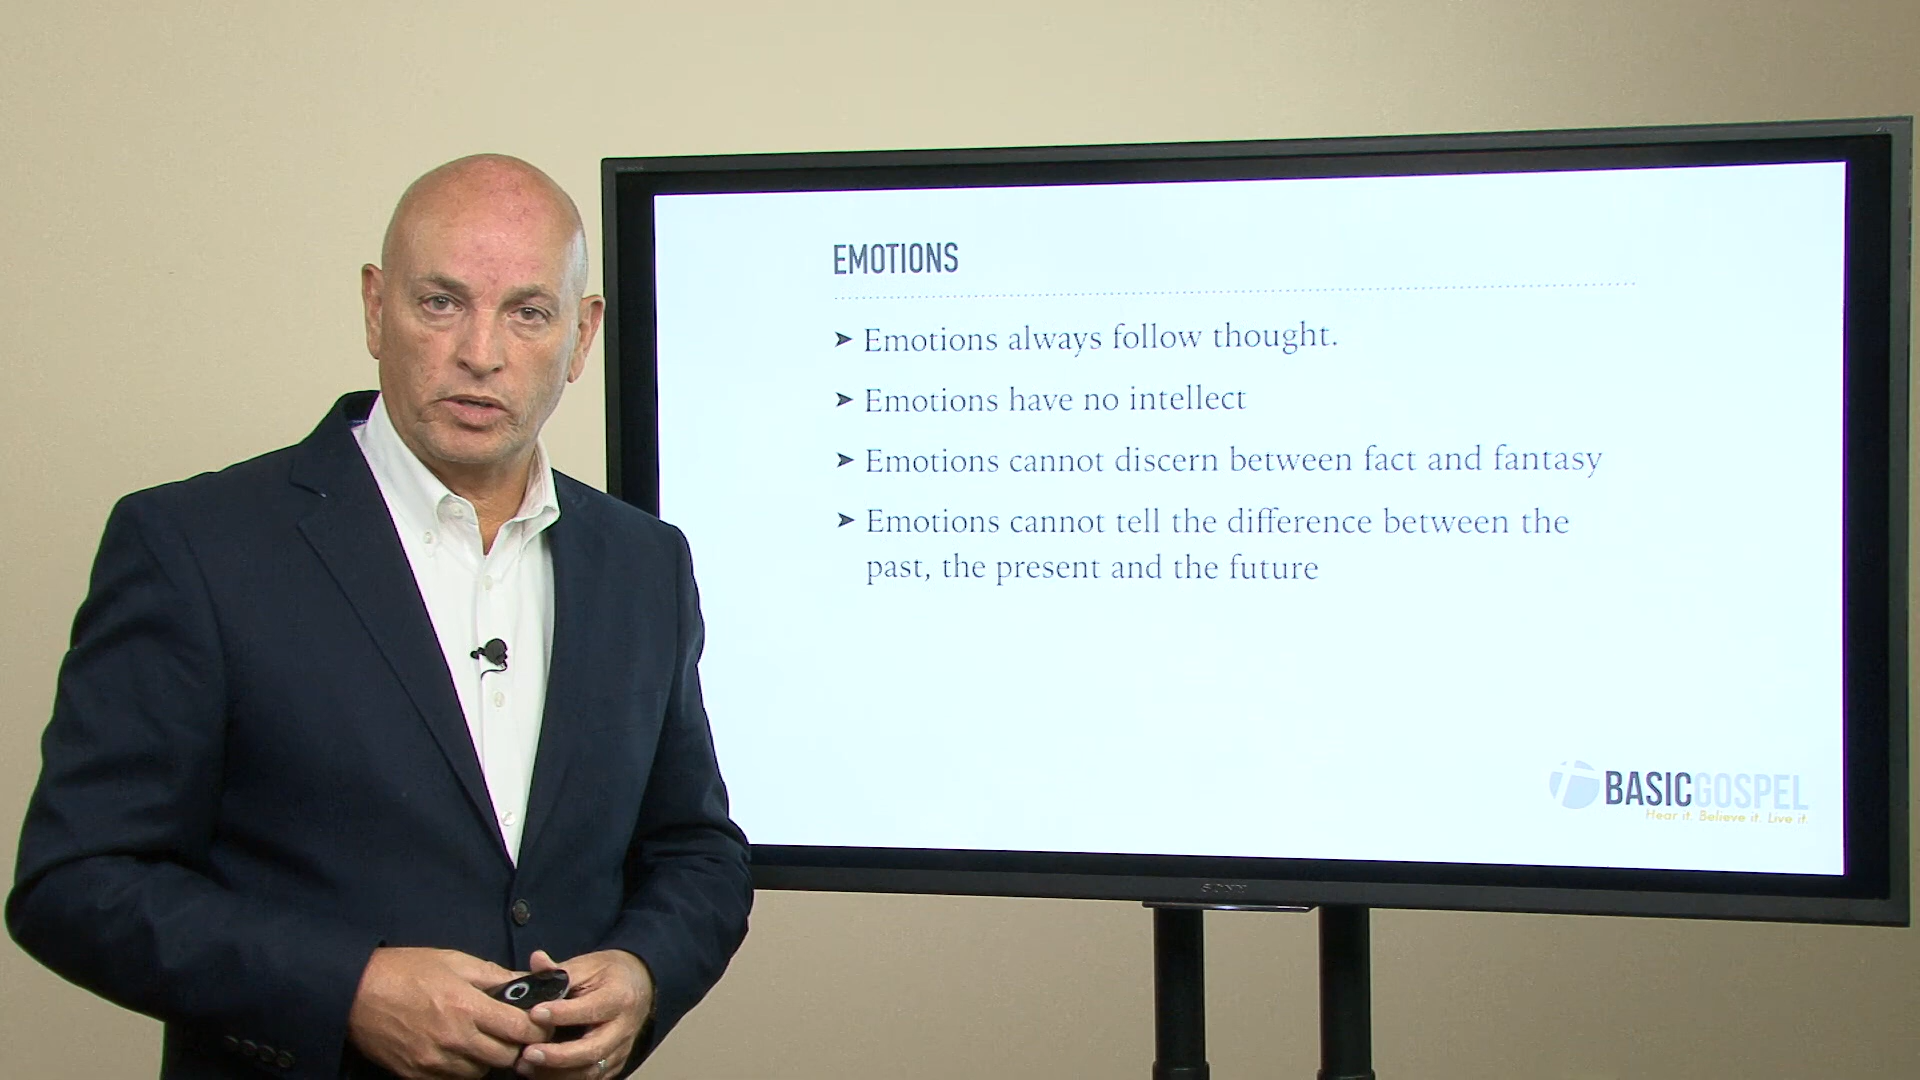 EMOTIONS
➤ Emotions always follow thought.
➤ Emotions have no intellect
➤ Emotions cannot discern between fact and fantasy
➤ Emotions cannot tell the difference between the
past, the present and the future
BASICGOSPEL
Hear it. Believe it. Live it.
SONY